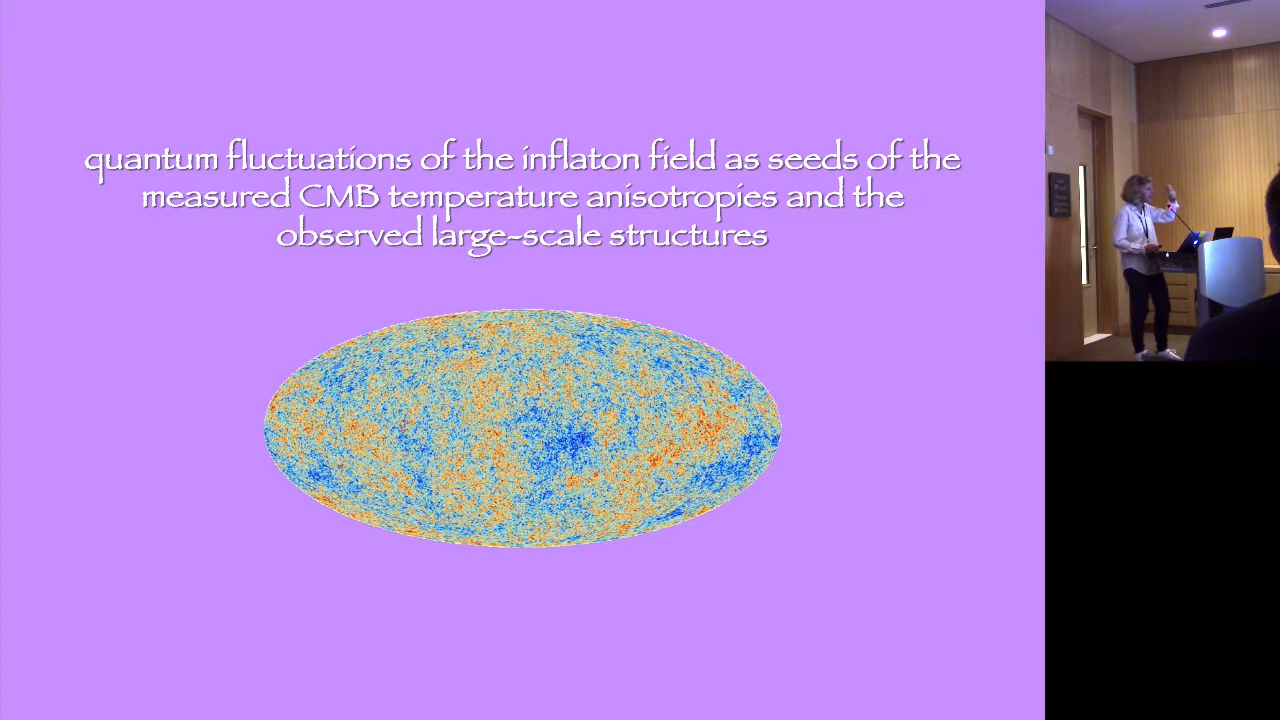 quantum fluctuations of the inflaton field as seeds of the
measured CMB temperature anisotropies and the
observed large-scale structures